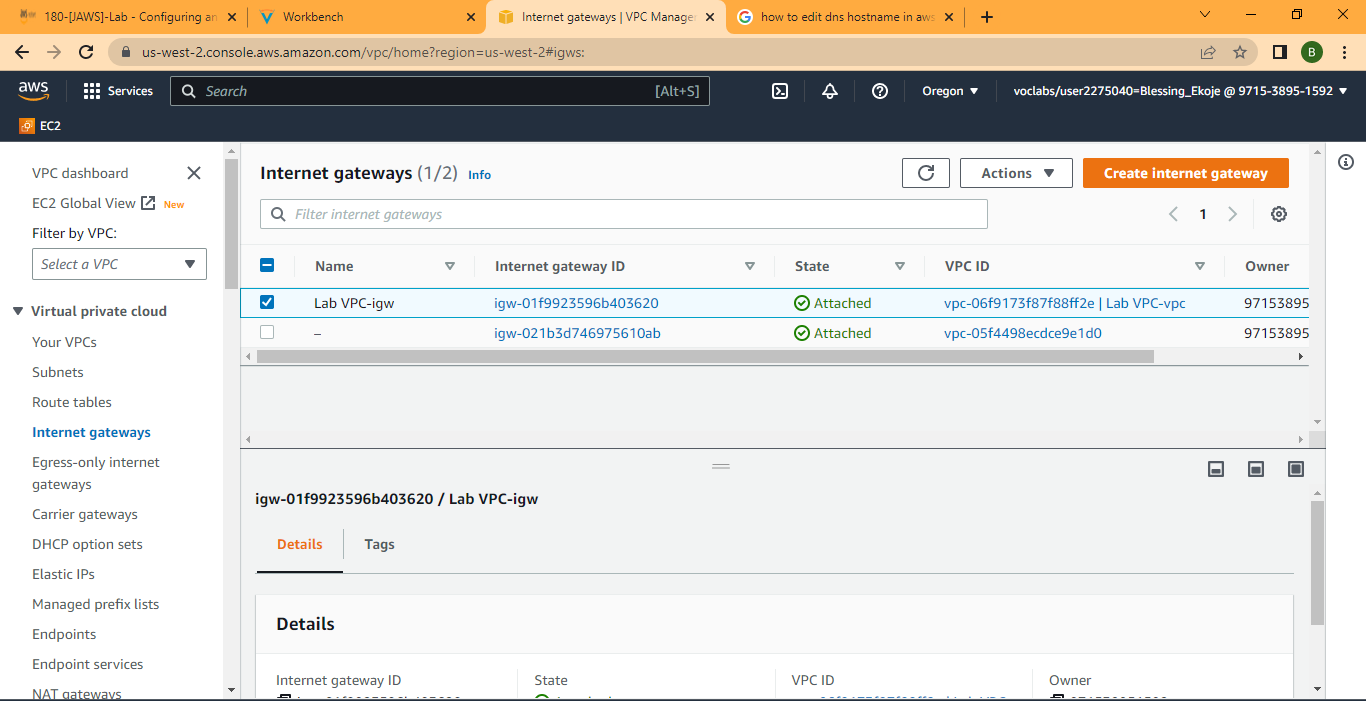 180-[JAWS]-Lab - Configuring an
Workbench
Internet gateways | VPC Manager
how to edit dns hostname in aws
us-west-2.console.aws.amazon.com/vpc/home?region=us-west-2#igws:
B
aws
Services
Search
[Alt+S]
Oregon
voclabs/user2275040=Blessing_Ekoje @ 9715-3895-1592
EC2
VPC dashboard
EC2 Global View New
Filter by VPC:
Select a VPC
Virtual private cloud
Your VPCs
Subnets
Route tables
Internet gateways
Egress-only internet
gateways
Carrier gateways
DHCP option sets
Elastic IPs
Managed prefix lists
Endpoints
Endpoint services
NAT gateways
Internet gateways (1/2) Info
Actions
Create internet gateway
Filter internet gateways
1
Name Internet gateway ID State VPC ID Owner
Lab VPC-igw igw-01f9923596b403620 Attached vpc-06f9173f87f88ff2e | Lab VPC-vpc 97153895
– igw-021b3d746975610ab Attached vpc-05f4498ecdce9e1d0 97153895
igw-01f9923596b403620 / Lab VPC-igw
Details Tags
Details
Internet gateway ID State VPC ID Owner